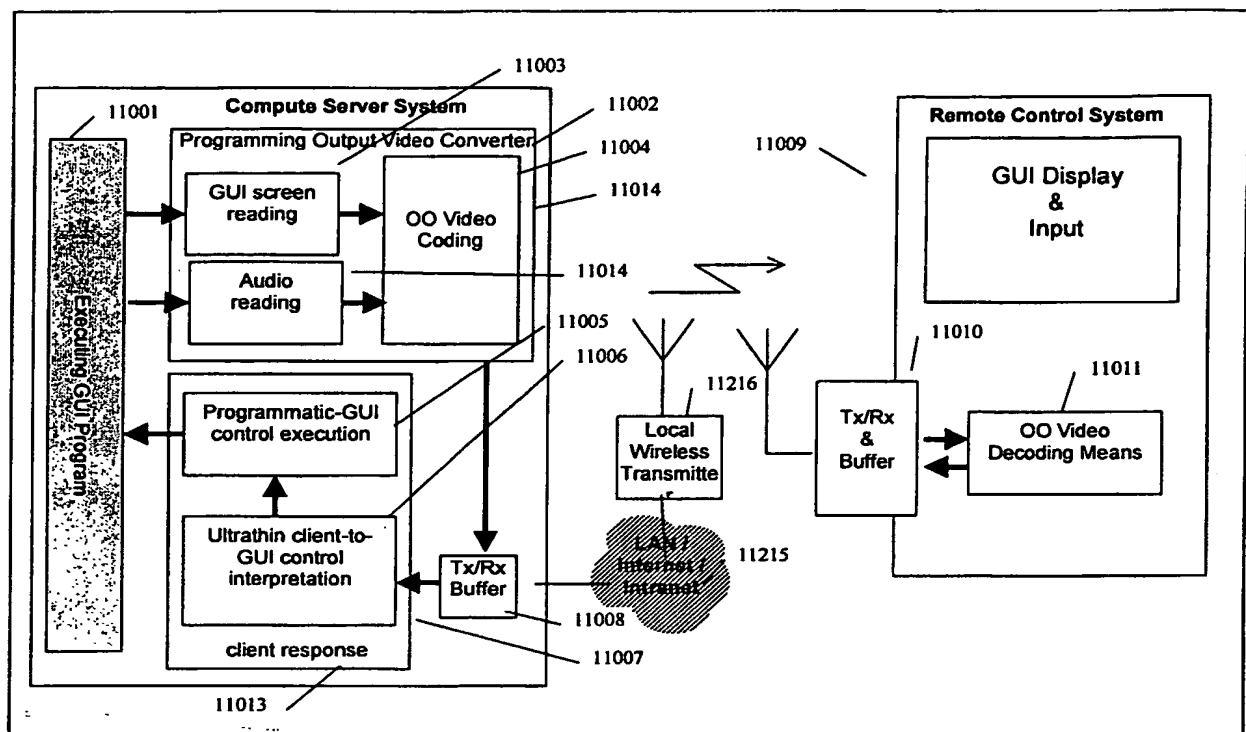 11003
11001
Compute Server System
11002
Programming Output Video Converter
11004
11014
GUI screen
reading
OO Video
Coding
Audio
reading
11014
11005
11006
Executing GUI Program
Programmatic-GUI
control execution
Ultrathin client-to-
GUI control
interpretation
Tx/Rx
Buffer
11008
client response
11007
11013
11216
Local
Wireless
Transmitte
r
LAN /
Internet /
Intranet
11215
11009
Remote Control System
GUI Display
&
Input
11010
11011
Tx/Rx
&
Buffer
OO Video
Decoding Means